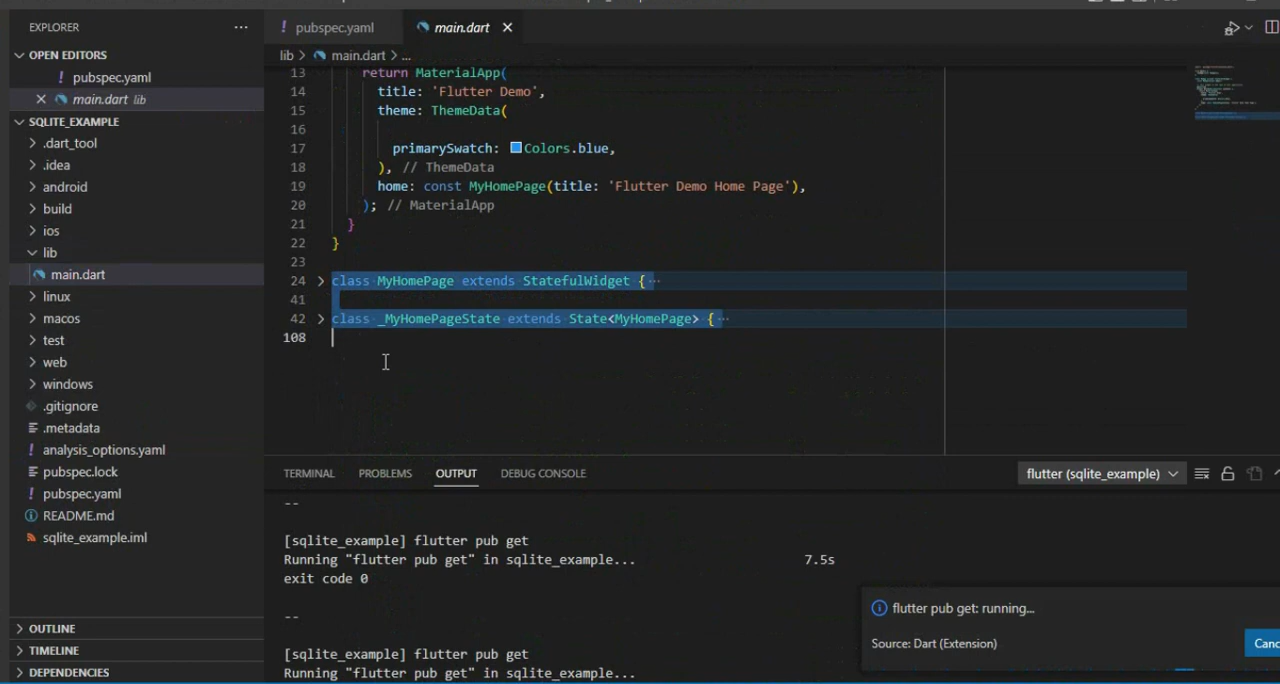 EXPLORER ...
OPEN EDITORS
! pubspec.yaml
main.dart lib
SQLITE_EXAMPLE
.dart_tool
.idea
android
build
ios
lib
main.dart
linux
macos
test
web
windows
.gitignore
.metadata
! analysis_options.yaml
pubspec.lock
! pubspec.yaml
README.md
sqlite_example.iml
OUTLINE
TIMELINE
DEPENDENCIES
! pubspec.yaml main.dart
lib > main.dart > ...
13 return MaterialApp(
14 title: 'Flutter Demo',
15 theme: ThemeData(
16
17 primarySwatch: Colors.blue,
18 ), // ThemeData
19 home: const MyHomePage(title: 'Flutter Demo Home Page'),
20 ); // MaterialApp
21 }
22 }
23
24 class MyHomePage extends StatefulWidget {...
41
42 class _MyHomePageState extends State<MyHomePage> {...
108
TERMINAL PROBLEMS OUTPUT DEBUG CONSOLE flutter (sqlite_example)
--
[sqlite_example] flutter pub get
Running "flutter pub get" in sqlite_example... 7.5s
exit code 0
--
[sqlite_example] flutter pub get
Running "flutter pub get" in sqlite_example...
flutter pub get: running...
Source: Dart (Extension)
Canc